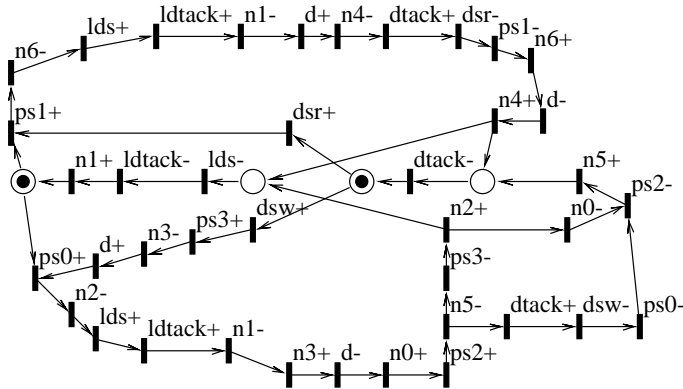 lds+ ldtack+ n1- d+ n4- dtack+ dsr-
ps1-
n6- n6+
ps1+ dsr+ n4+ d-
n1+ ldtack- lds- dtack- n5+
ps2-
dsw+ n2+ n0-
ps3+
n3-
d+
ps0+ ps3-
n2-
lds+ n5- dtack+ dsw- ps0-
ldtack+ n1-
n3+ d- n0+ ps2+